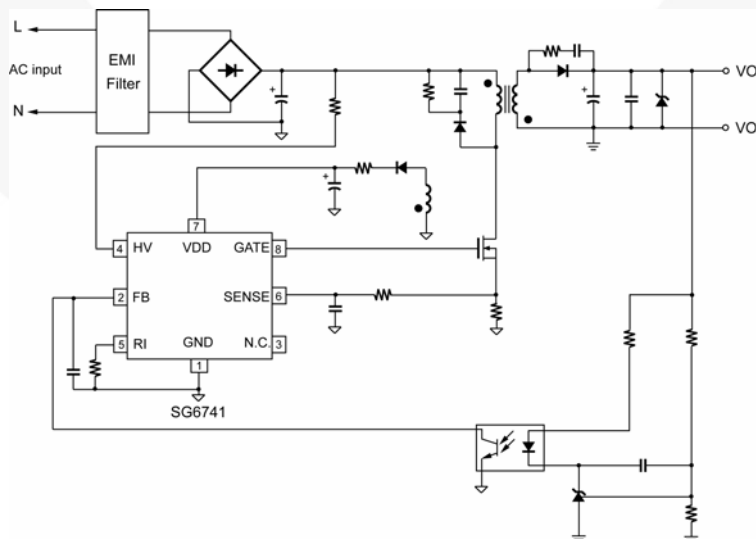 L
AC input
N
EMI
Filter
VO
VO
7
4 HV VDD GATE 8
2 FB SENSE 6
5 RI GND N.C. 3
1
SG6741
+
+
+